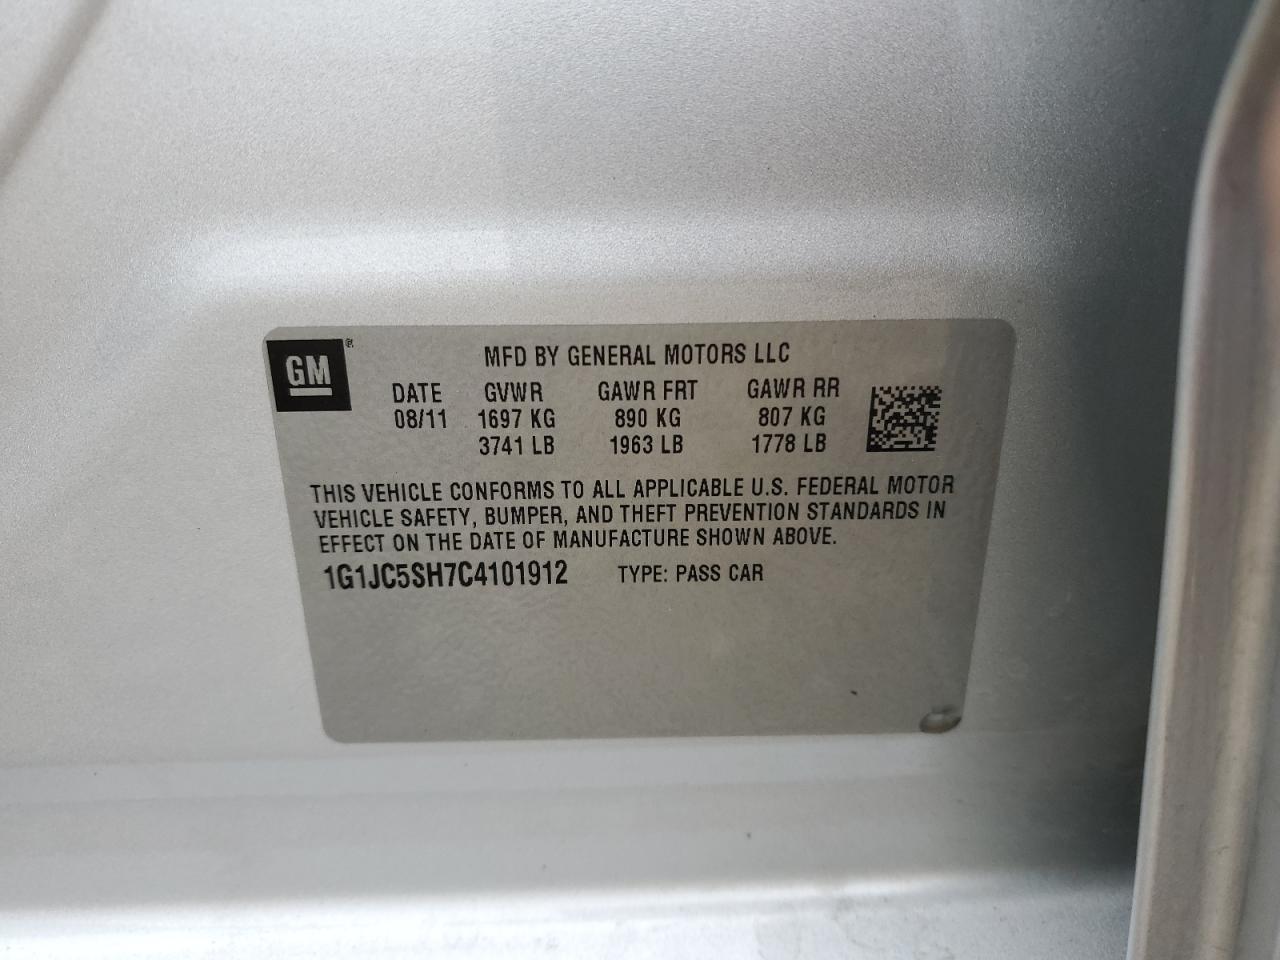 GM®
MFD BY GENERAL MOTORS LLC
DATE GVWR GAWR FRT GAWR RR
08/11 1697 KG 890 KG 807 KG
3741 LB 1963 LB 1778 LB
THIS VEHICLE CONFORMS TO ALL APPLICABLE U.S. FEDERAL MOTOR
VEHICLE SAFETY, BUMPER, AND THEFT PREVENTION STANDARDS IN
EFFECT ON THE DATE OF MANUFACTURE SHOWN ABOVE.
1G1JC5SH7C4101912 TYPE: PASS CAR